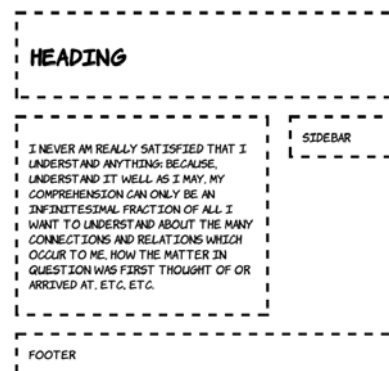 HEADING
I NEVER AM REALLY SATISFIED THAT I
UNDERSTAND ANYTHING; BECAUSE,
UNDERSTAND IT WELL AS I MAY, MY
COMPREHENSION CAN ONLY BE AN
INFINITESIMAL FRACTION OF ALL I
WANT TO UNDERSTAND ABOUT THE MANY
CONNECTIONS AND RELATIONS WHICH
OCCUR TO ME, HOW THE MATTER IN
QUESTION WAS FIRST THOUGHT OF OR
ARRIVED AT, ETC., ETC.
SIDEBAR
FOOTER